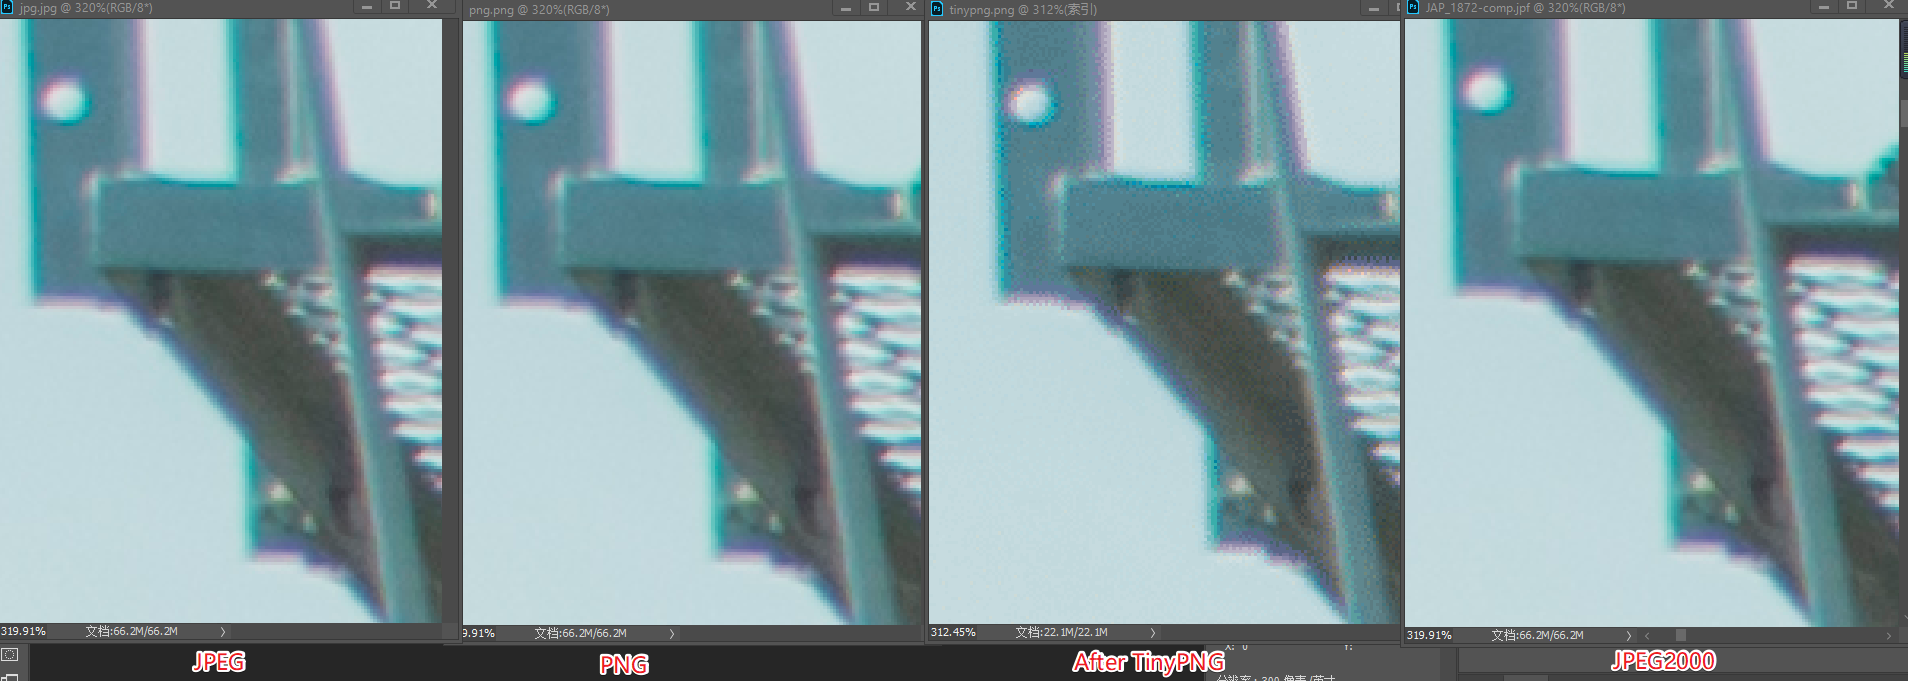 jpg.jpg @ 320%(RGB/8*)
png.png @ 320%(RGB/8*)
tinypng.png @ 312%(索引)
JAP_1872-comp.jpf @ 320%(RGB/8*)
319.91% 文档:66.2M/66.2M
9.91% 文档:66.2M/66.2M
312.45% 文档:22.1M/22.1M
319.91% 文档:66.2M/66.2M
X: 0 Y:
JPEG
PNG
After TinyPNG
JPEG2000